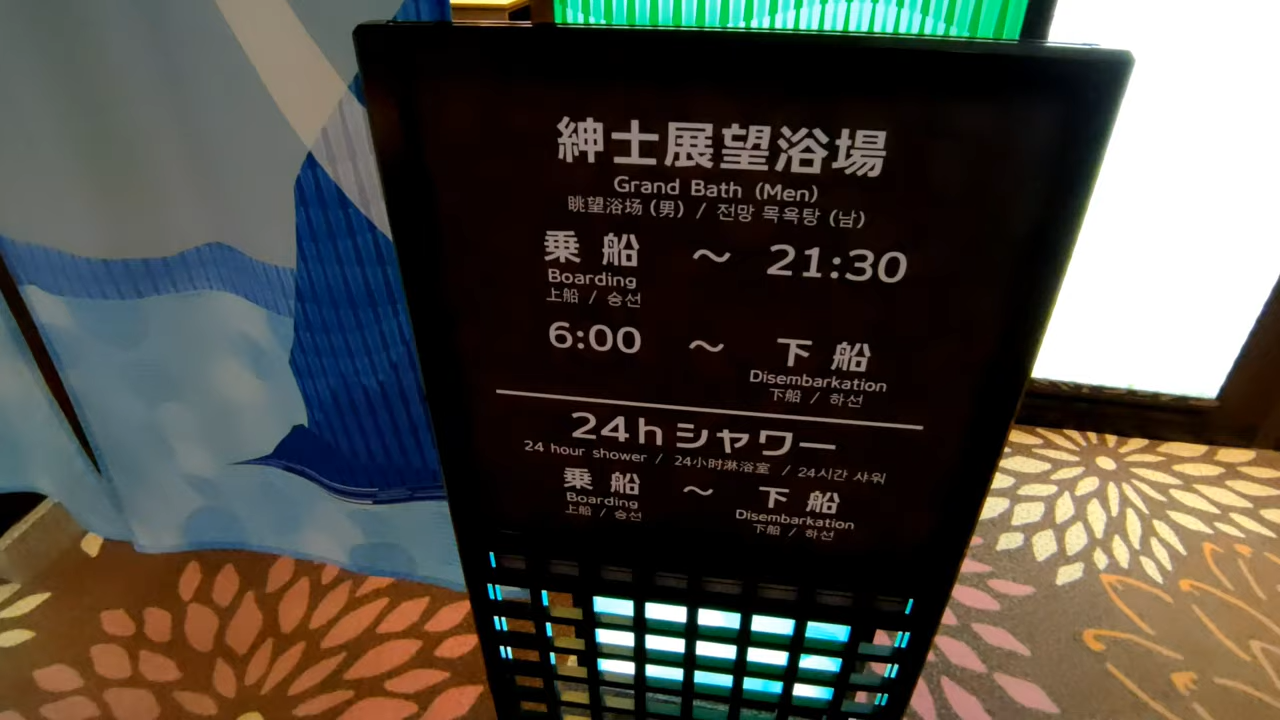 紳士展望浴場
Grand Bath (Men)
眺望浴场 (男) / 전망 목욕탕 (남)
乗船 ～ 21:30
Boarding
上船 / 승선
6:00 ～ 下船
Disembarkation
下船 / 하선
24hシャワー
24 hour shower / 24小时淋浴室 / 24시간 샤워
乗船 ～ 下船
Boarding Disembarkation
上船 / 승선 下船 / 하선